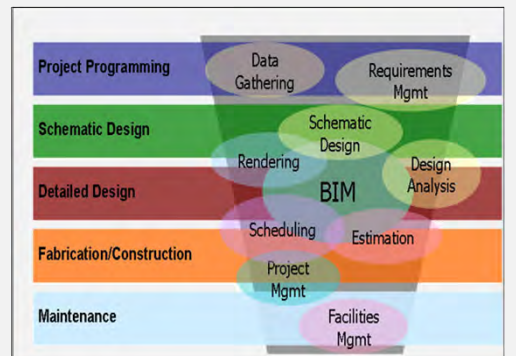 Project Programming
Data
Gathering
Requirements
Mgmt
Schematic Design
Schematic
Design
Rendering
Design
Analysis
Detailed Design
BIM
Scheduling
Estimation
Fabrication/Construction
Project
Mgmt
Maintenance
Facilities
Mgmt